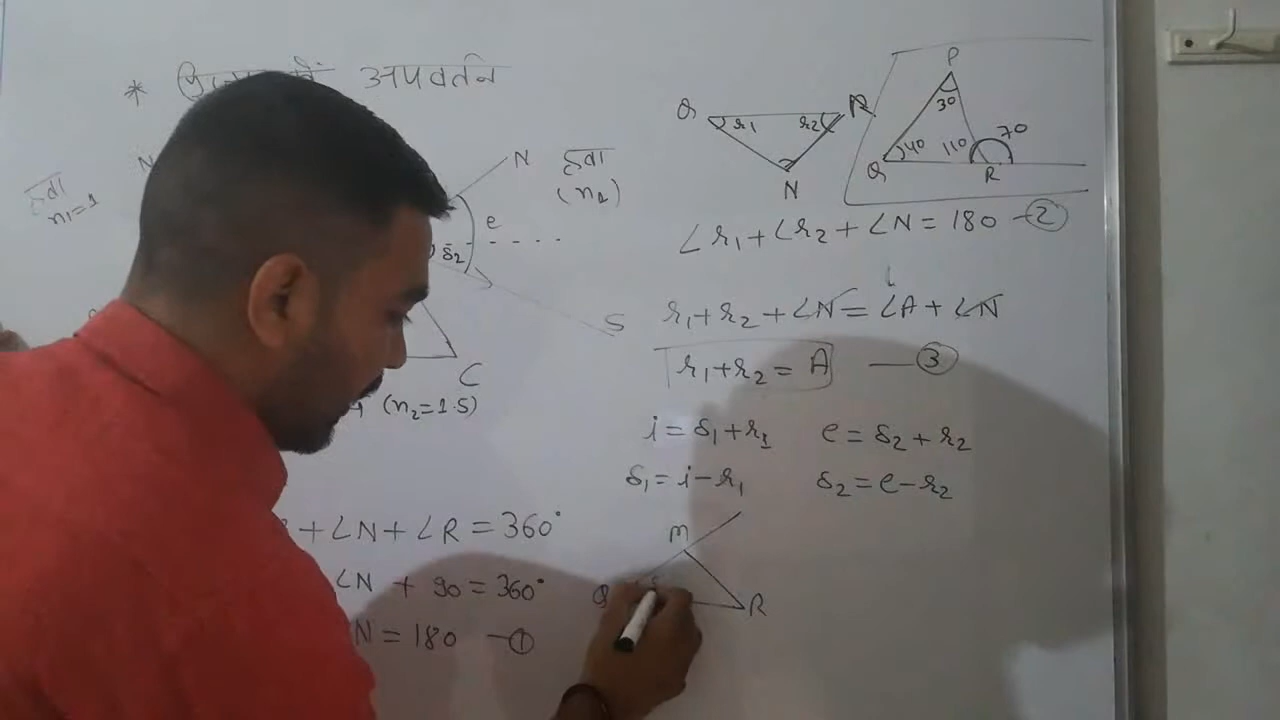 * में अपवर्तन
हवा
n1=1
N
N
हवा
(n1)
e
δ2
S
C
(n2=1.5)
+∠N+∠R=360°
∠N + 90=360°
N=180 —①
Q
r1
r2
R
N
P
30
40
110
70
Q
R
∠r1+∠r2+∠N=180 -②
r1+r2+∠N=∠A+∠N
r1+r2=A —③
i=δ1+r1
e=δ2+r2
δ1=i-r1
δ2=e-r2
M
Q
R